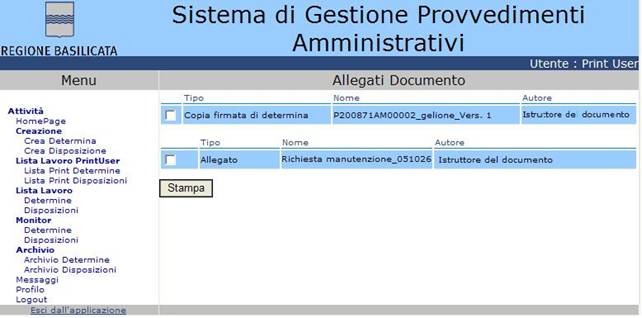 Sistema di Gestione Provvedimenti
Amministrativi
REGIONE BASILICATA
Utente : Print User
Menu
Allegati Documento
Attività
HomePage
Creazione
Crea Determina
Crea Disposizione
Lista Lavoro PrintUser
Lista Print Determine
Lista Print Disposizioni
Lista Lavoro
Determine
Disposizioni
Monitor
Determine
Disposizioni
Archivio
Archivio Determine
Archivio Disposizioni
Messaggi
Profilo
Logout
Esci dall'applicazione
Tipo Nome Autore
Copia firmata di determina P200871AM00002_gelione_Vers. 1 Istruttore del documento
Tipo Nome Autore
Allegato Richiesta manutenzione_051026 Istruttore del documento
Stampa